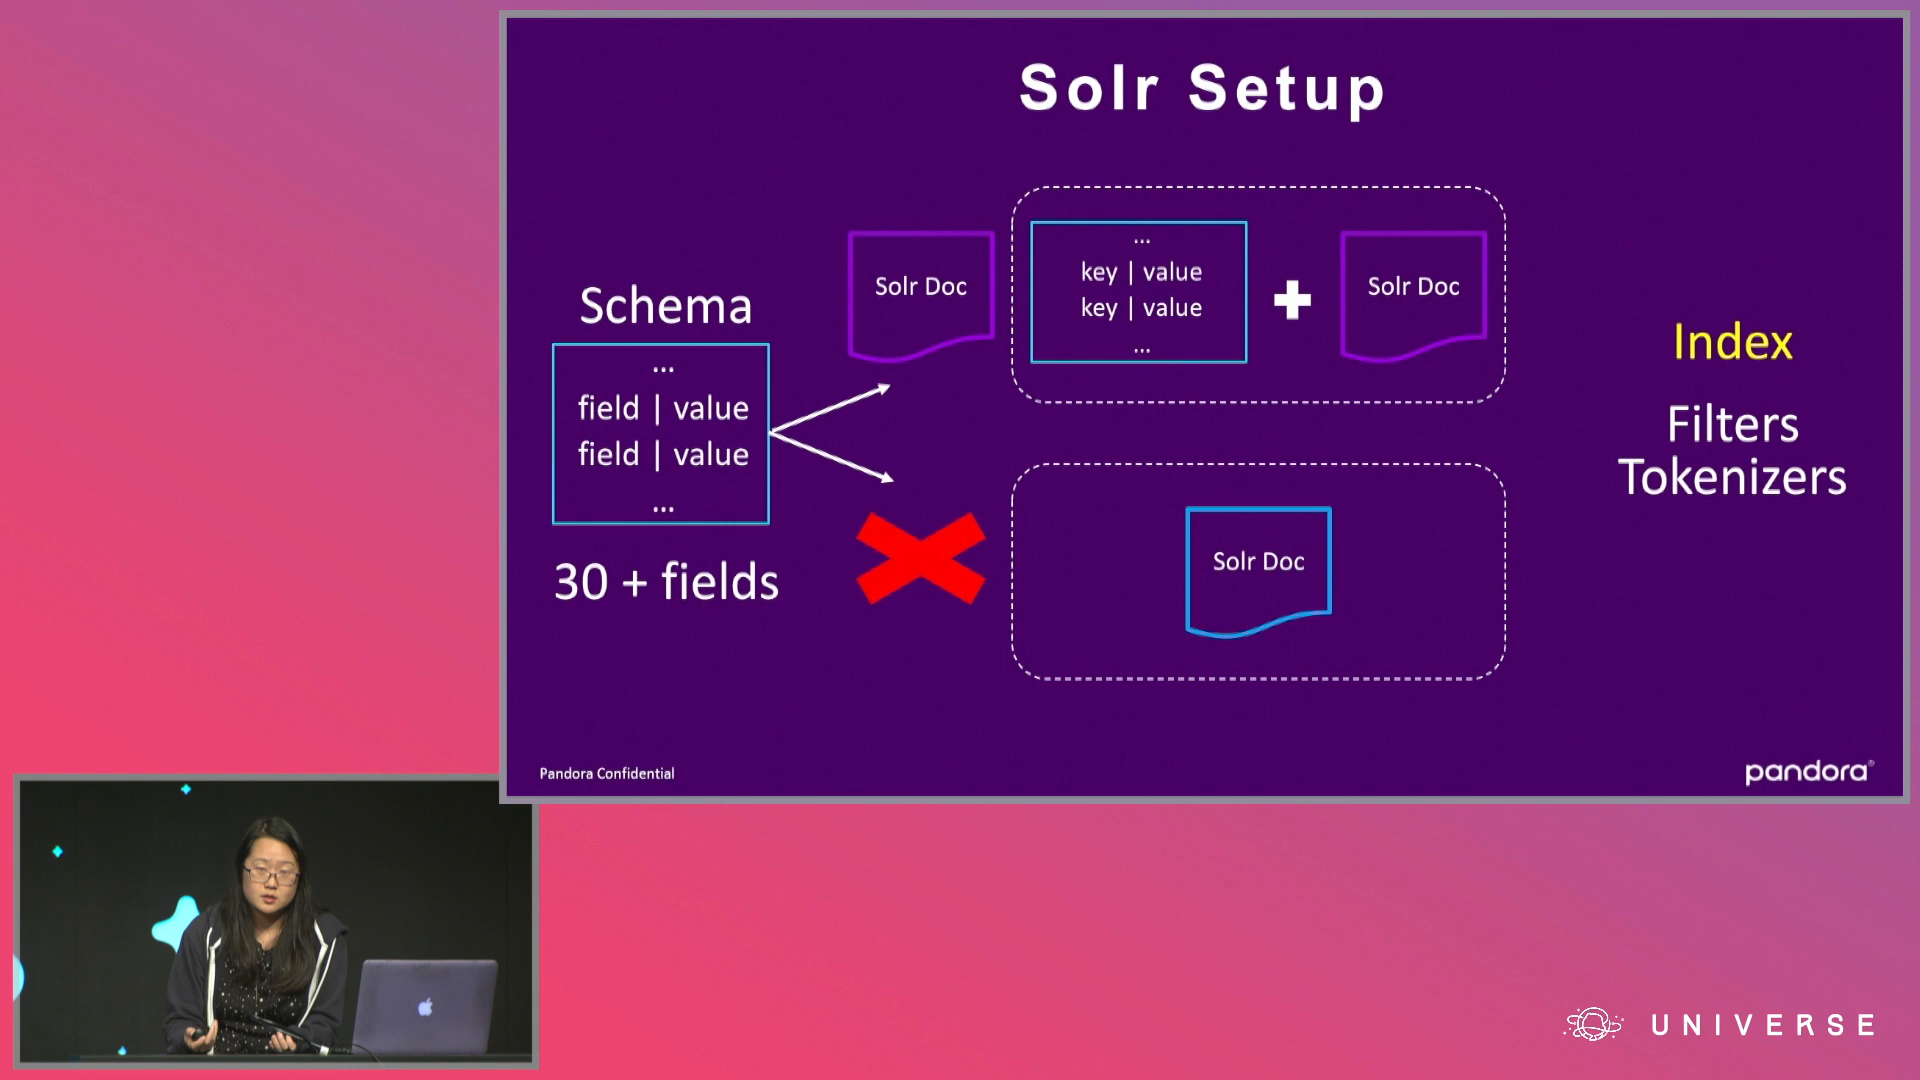 Solr Setup
Schema
...
field | value
field | value
...
30 + fields
Solr Doc
...
key | value
key | value
...
Solr Doc
Solr Doc
Index
Filters
Tokenizers
Pandora Confidential
pandora®
UNIVERSE